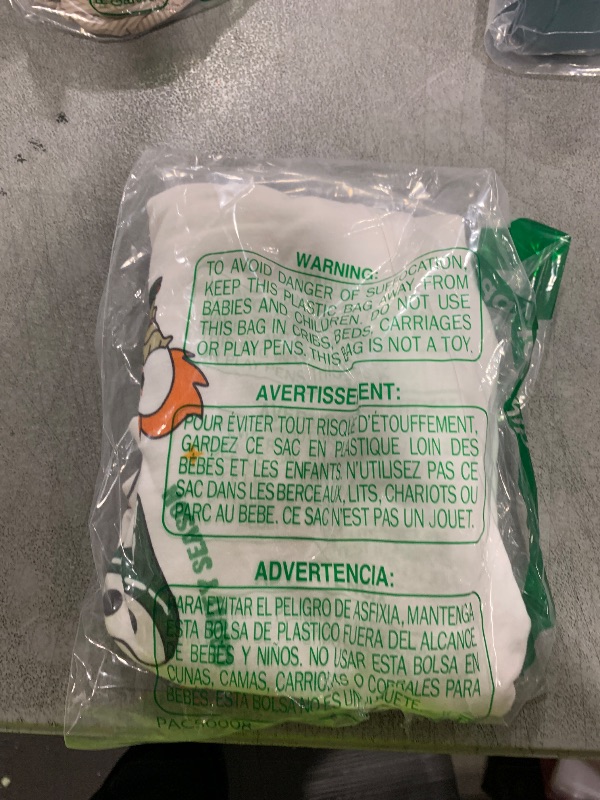 WARNING:
TO AVOID DANGER OF SUFFOCATION,
KEEP THIS PLASTIC BAG AWAY FROM
BABIES AND CHILDREN. DO NOT USE
THIS BAG IN CRIBS, BEDS, CARRIAGES
OR PLAY PENS. THIS BAG IS NOT A TOY.
AVERTISSEMENT:
POUR ÉVITER TOUT RISQUE D'ÉTOUFFEMENT,
GARDEZ CE SAC EN PLASTIQUE LOIN DES
BEBES ET LES ENFANTS. N'UTILISEZ PAS CE
SAC DANS LES BERCEAUX, LITS, CHARIOTS OU
PARC AU BEBE. CE SAC N'EST PAS UN JOUET.
ADVERTENCIA:
PARA EVITAR EL PELIGRO DE ASFIXIA, MANTENGA
ESTA BOLSA DE PLASTICO FUERA DEL ALCANCE
DE BEBÉS Y NIÑOS. NO USAR ESTA BOLSA EN
CUNAS, CAMAS, CARRIOLAS O CORRALES PARA
BEBES. ESTA BOLSA NO ES UN JUGUETE.